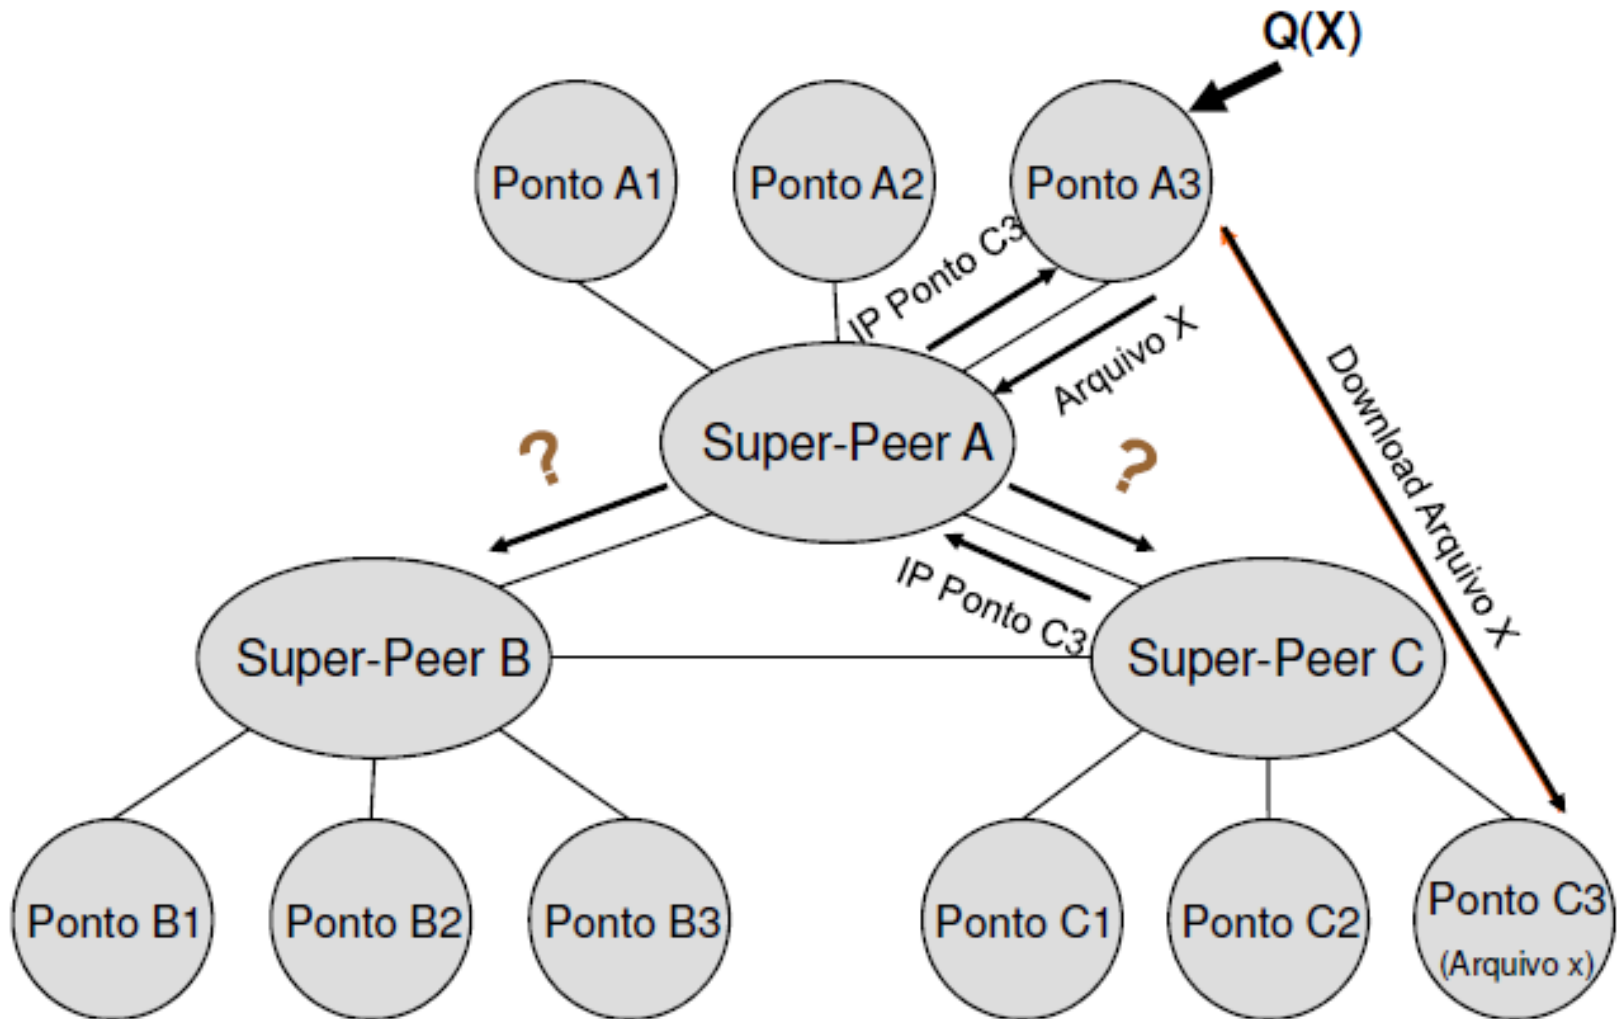 Q(X)
Ponto A1
Ponto A2
Ponto A3
IP Ponto C3
Arquivo X
Download Arquivo X
Super-Peer A
?
?
IP Ponto C3
Super-Peer B
Super-Peer C
Ponto B1
Ponto B2
Ponto B3
Ponto C1
Ponto C2
Ponto C3
(Arquivo x)